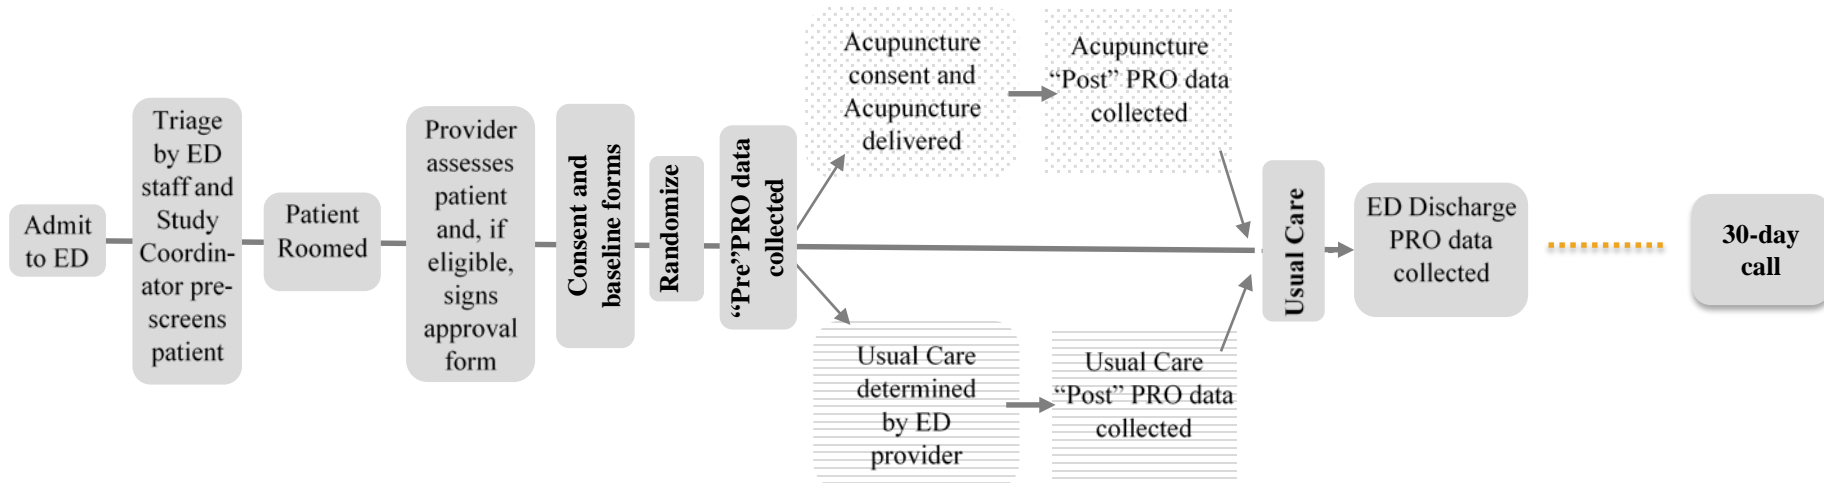 Admit
to ED
Triage
by ED
staff and
Study
Coordin-
ator pre-
screens
patient
Patient
Roomed
Provider
assesses
patient
and, if
eligible,
signs
approval
form
Consent and
baseline forms
Randomize
“Pre”PRO data
collected
Acupuncture
consent and
Acupuncture
delivered
Acupuncture
“Post” PRO data
collected
Usual Care
determined
by ED
provider
Usual Care
“Post” PRO data
collected
Usual Care
ED Discharge
PRO data
collected
30-day
call